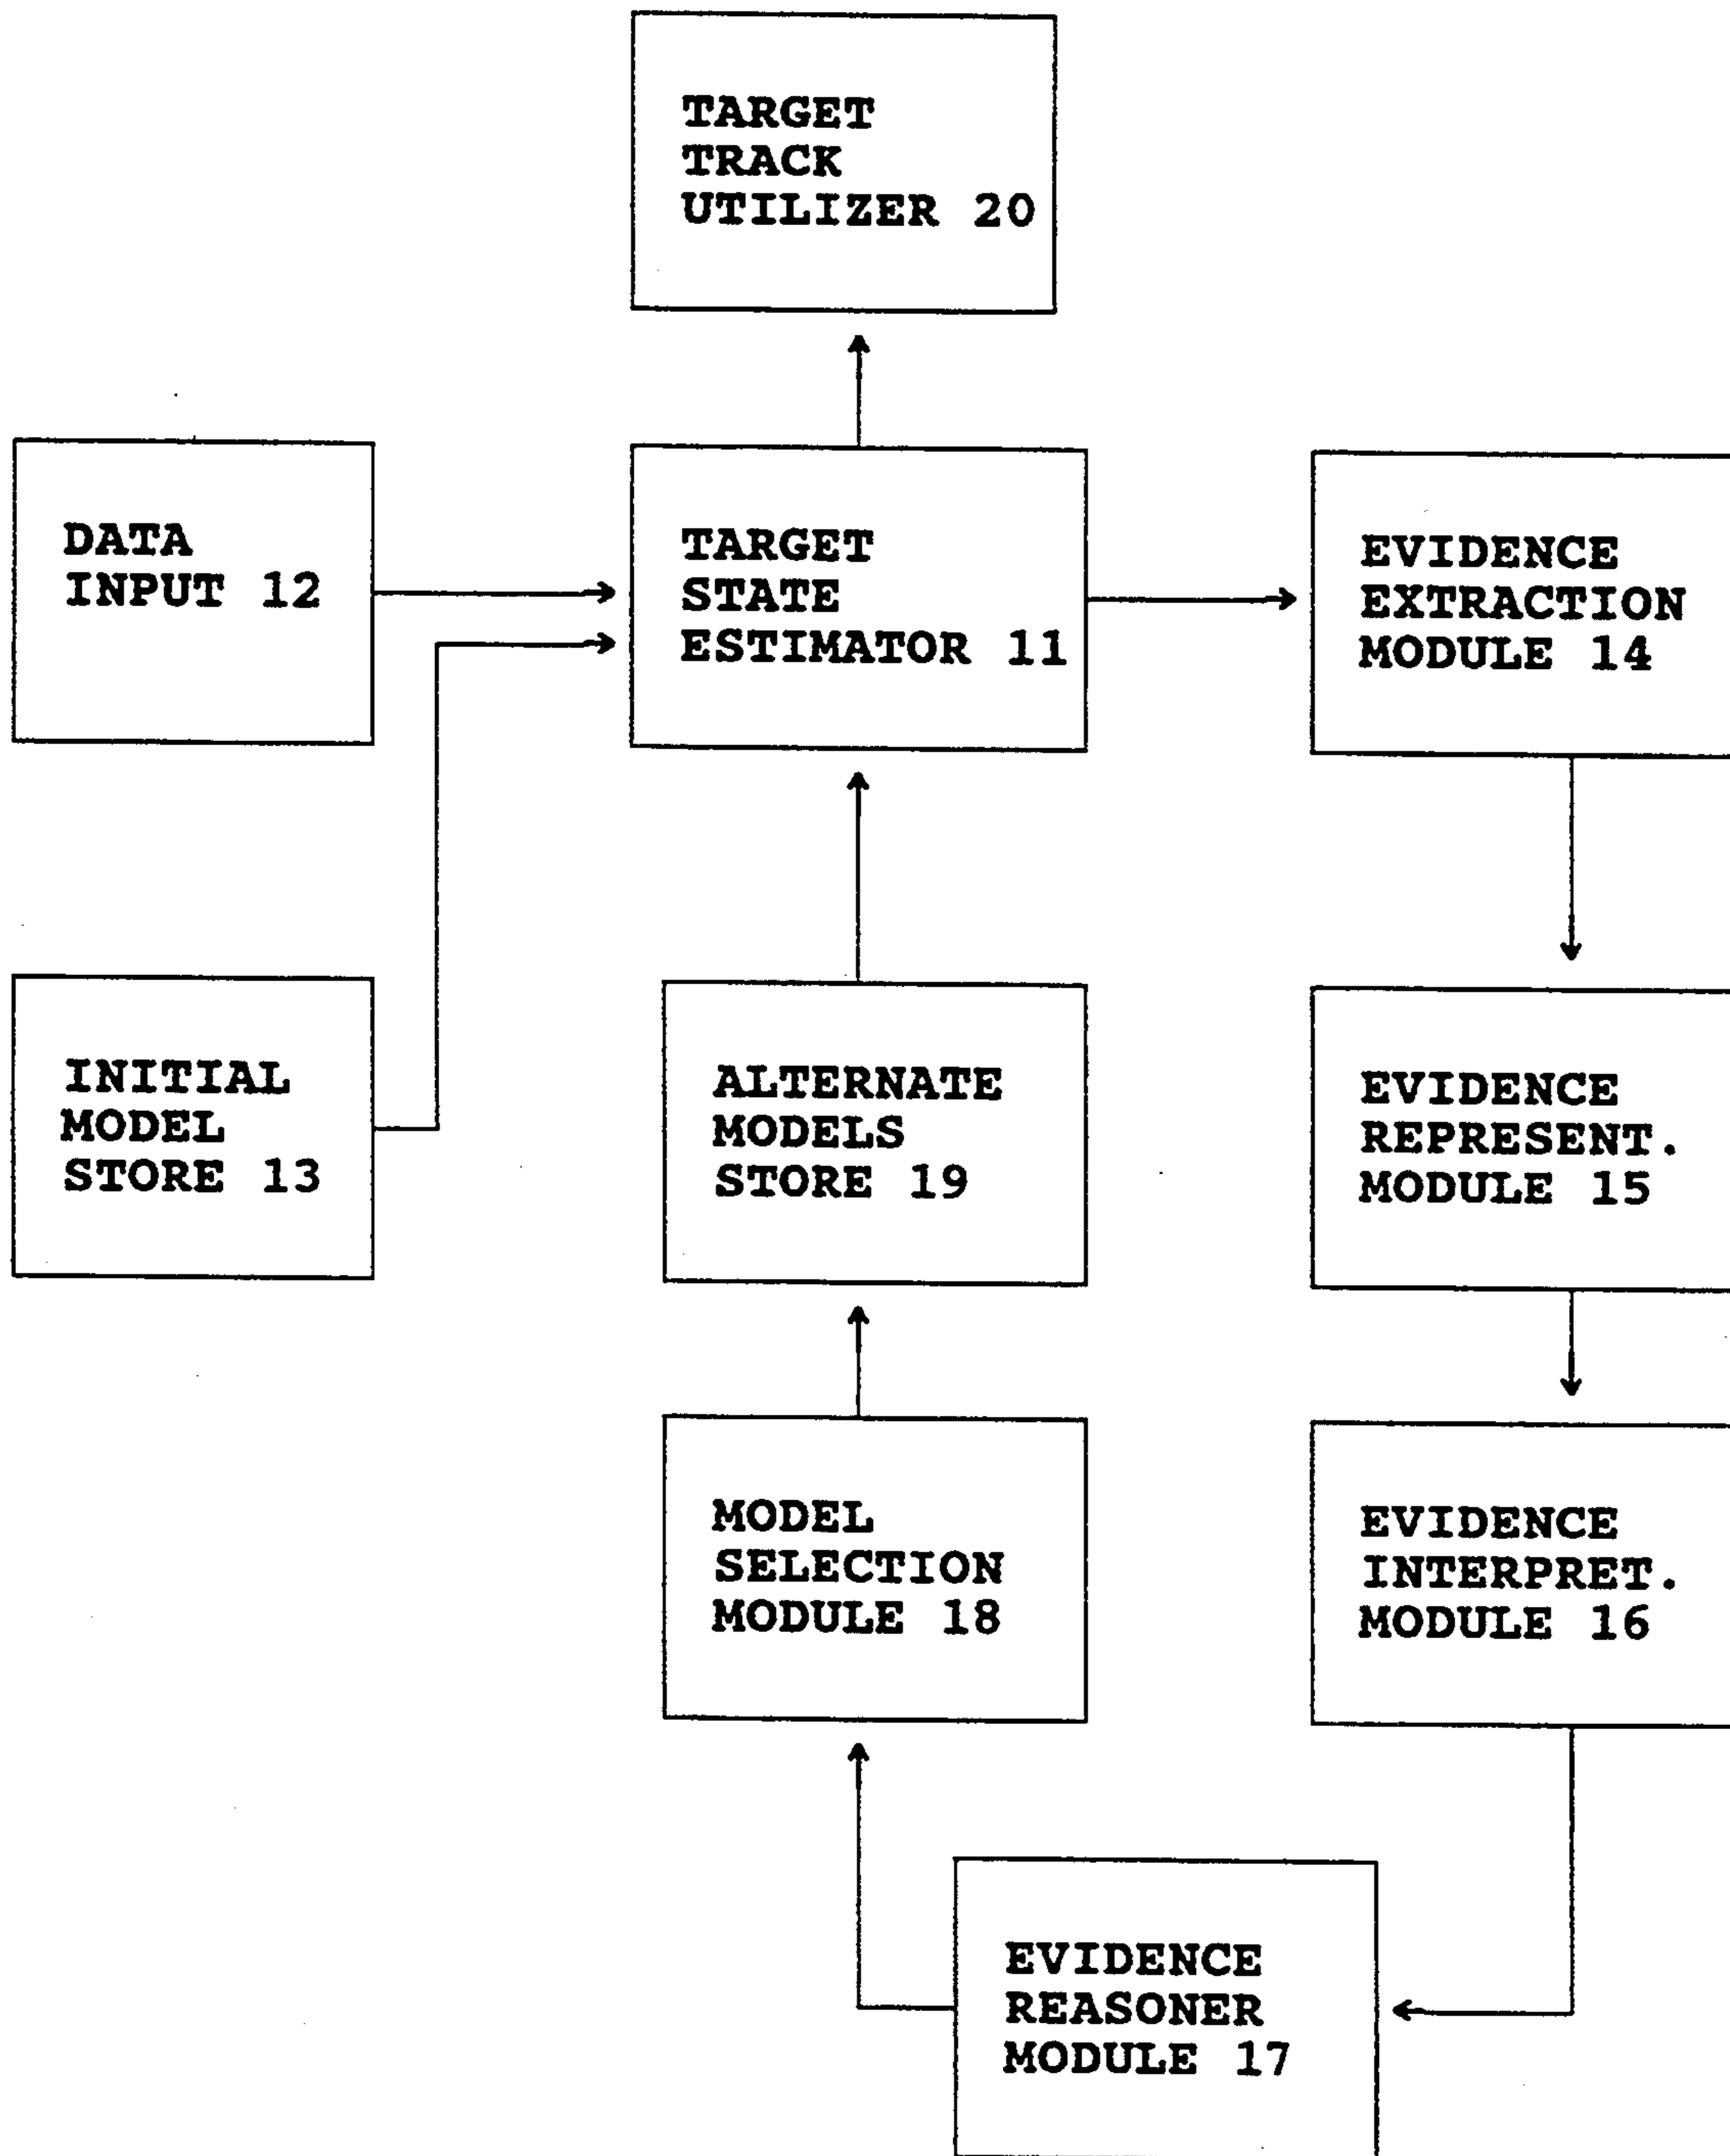 TARGET
TRACK
UTILIZER 20
DATA
INPUT 12
TARGET
STATE
ESTIMATOR 11
EVIDENCE
EXTRACTION
MODULE 14
INITIAL
MODEL
STORE 13
ALTERNATE
MODELS
STORE 19
EVIDENCE
REPRESENT.
MODULE 15
MODEL
SELECTION
MODULE 18
EVIDENCE
INTERPRET.
MODULE 16
EVIDENCE
REASONER
MODULE 17